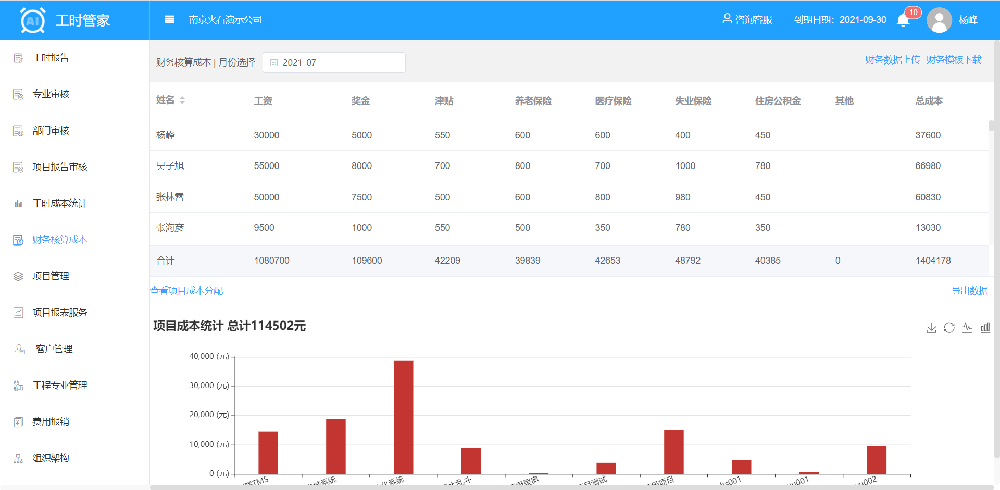 AI 工时管家
南京火石演示公司
咨询客服 到期日期：2021-09-30 10 杨峰
工时报告
专业审核
部门审核
项目报告审核
工时成本统计
财务核算成本
项目管理
项目报表服务
客户管理
工程专业管理
费用报销
组织架构
财务核算成本 | 月份选择 2021-07 财务数据上传 财务模板下载
姓名 工资 奖金 津贴 养老保险 医疗保险 失业保险 住房公积金 其他 总成本
杨峰 30000 5000 550 600 600 400 450 37600
吴子旭 55000 8000 700 800 700 1000 780 66980
张林霄 50000 7500 500 600 800 980 450 60830
张海彦 9500 1000 550 500 350 780 350 13030
合计 1080700 109600 42209 39839 42653 48792 40385 0 1404178
查看项目成本分配 导出数据
项目成本统计 总计114502元
40,000 (元)
30,000 (元)
20,000 (元)
10,000 (元)
0 (元)
TMS 系统 化系统 大乱斗 级里奥 测试 项目 001 001 002